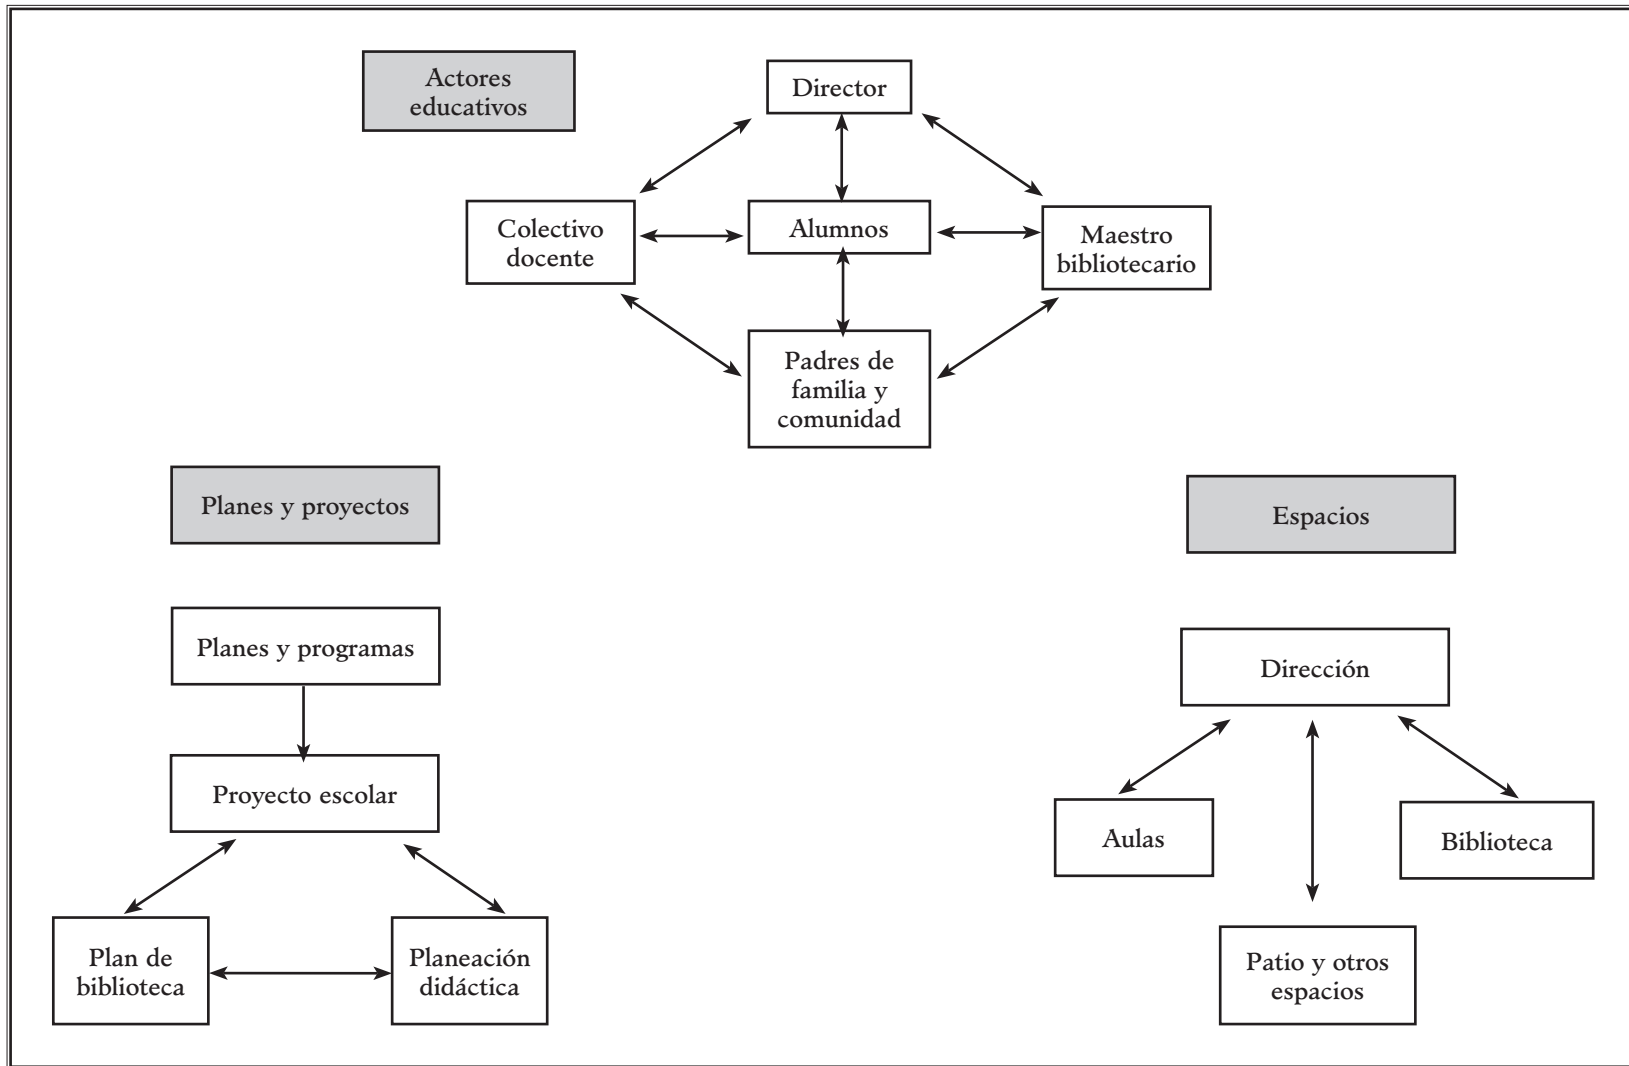 Actores
educativos
Director
Colectivo
docente
Alumnos
Maestro
bibliotecario
Padres de
familia y
comunidad
Planes y proyectos
Planes y programas
Proyecto escolar
Plan de
biblioteca
Planeación
didáctica
Espacios
Dirección
Aulas
Biblioteca
Patio y otros
espacios